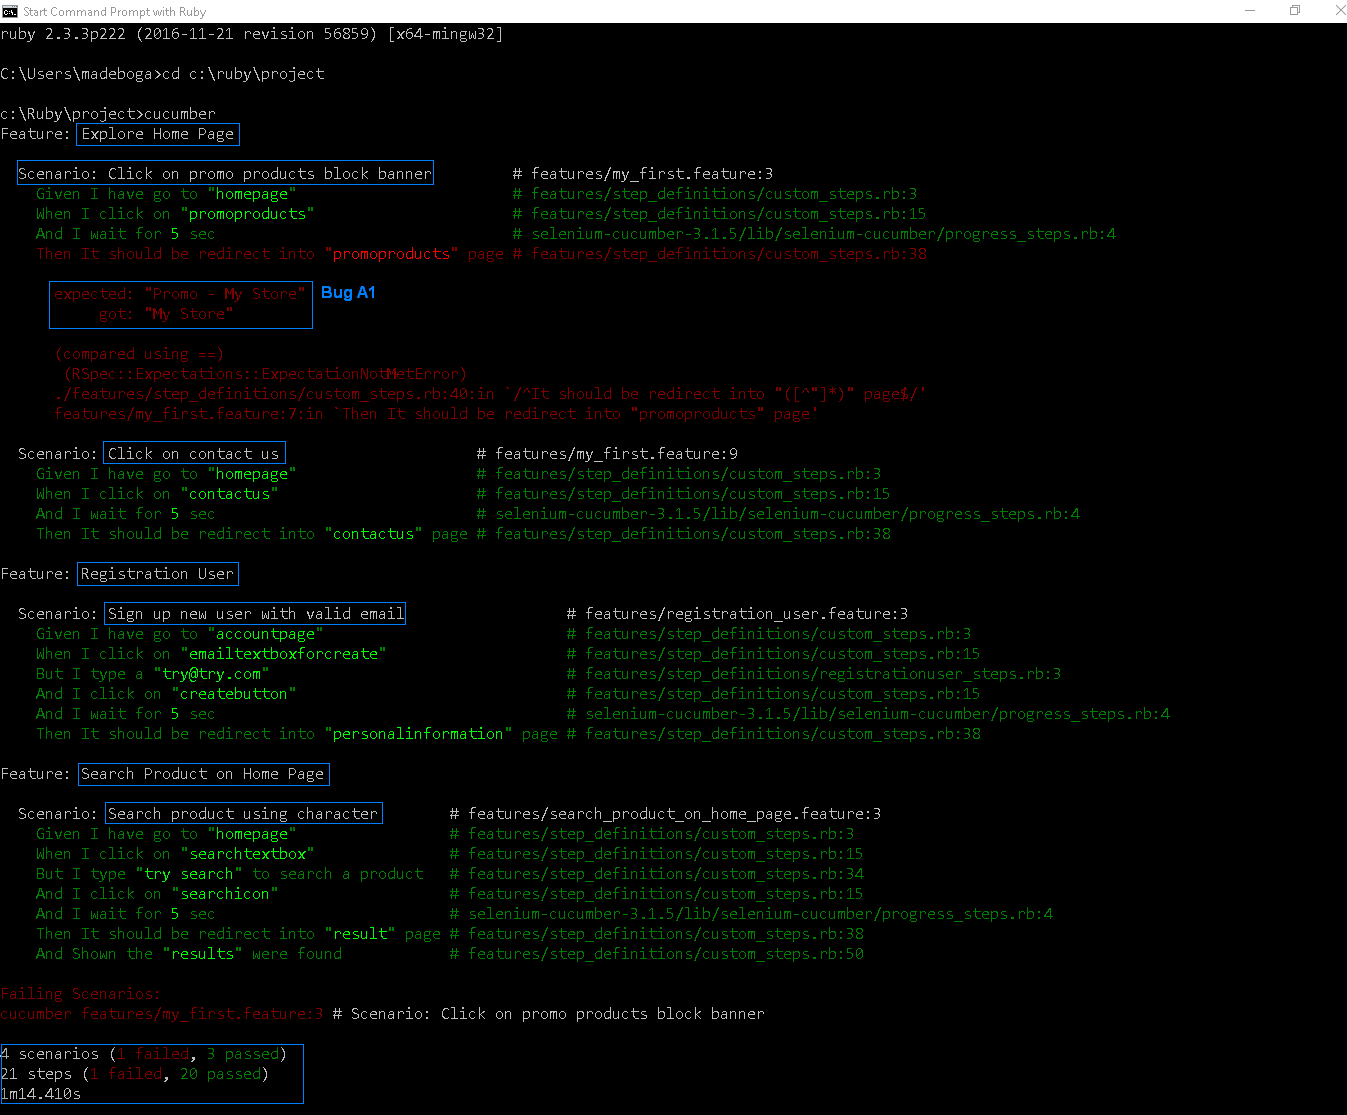 Start Command Prompt with Ruby
ruby 2.3.3p222 (2016-11-21 revision 56859) [x64-mingw32]
C:\Users\madeboga>cd c:\ruby\project
c:\Ruby\project>cucumber
Feature: Explore Home Page
Scenario: Click on promo products block banner # features/my_first.feature:3
Given I have go to "homepage" # features/step_definitions/custom_steps.rb:3
When I click on "promoproducts" # features/step_definitions/custom_steps.rb:15
And I wait for 5 sec # selenium-cucumber-3.1.5/lib/selenium-cucumber/progress_steps.rb:4
Then It should be redirect into "promoproducts" page # features/step_definitions/custom_steps.rb:38
expected: "Promo - My Store" Bug A1
got: "My Store"
(compared using ==)
(RSpec::Expectations::ExpectationNotMetError)
./features/step_definitions/custom_steps.rb:40:in `/^It should be redirect into "([^"]*)" page$/'
features/my_first.feature:7:in `Then It should be redirect into "promoproducts" page'
Scenario: Click on contact us # features/my_first.feature:9
Given I have go to "homepage" # features/step_definitions/custom_steps.rb:3
When I click on "contactus" # features/step_definitions/custom_steps.rb:15
And I wait for 5 sec # selenium-cucumber-3.1.5/lib/selenium-cucumber/progress_steps.rb:4
Then It should be redirect into "contactus" page # features/step_definitions/custom_steps.rb:38
Feature: Registration User
Scenario: Sign up new user with valid email # features/registration_user.feature:3
Given I have go to "accountpage" # features/step_definitions/custom_steps.rb:3
When I click on "emailtextboxforcreate" # features/step_definitions/custom_steps.rb:15
But I type a "try@try.com" # features/step_definitions/registrationuser_steps.rb:3
And I click on "createbutton" # features/step_definitions/custom_steps.rb:15
And I wait for 5 sec # selenium-cucumber-3.1.5/lib/selenium-cucumber/progress_steps.rb:4
Then It should be redirect into "personalinformation" page # features/step_definitions/custom_steps.rb:38
Feature: Search Product on Home Page
Scenario: Search product using character # features/search_product_on_home_page.feature:3
Given I have go to "homepage" # features/step_definitions/custom_steps.rb:3
When I click on "searchtextbox" # features/step_definitions/custom_steps.rb:15
But I type "try search" to search a product # features/step_definitions/custom_steps.rb:34
And I click on "searchicon" # features/step_definitions/custom_steps.rb:15
And I wait for 5 sec # selenium-cucumber-3.1.5/lib/selenium-cucumber/progress_steps.rb:4
Then It should be redirect into "result" page # features/step_definitions/custom_steps.rb:38
And Shown the "results" were found # features/step_definitions/custom_steps.rb:50
Failing Scenarios:
cucumber features/my_first.feature:3 # Scenario: Click on promo products block banner
4 scenarios (1 failed, 3 passed)
21 steps (1 failed, 20 passed)
1m14.410s